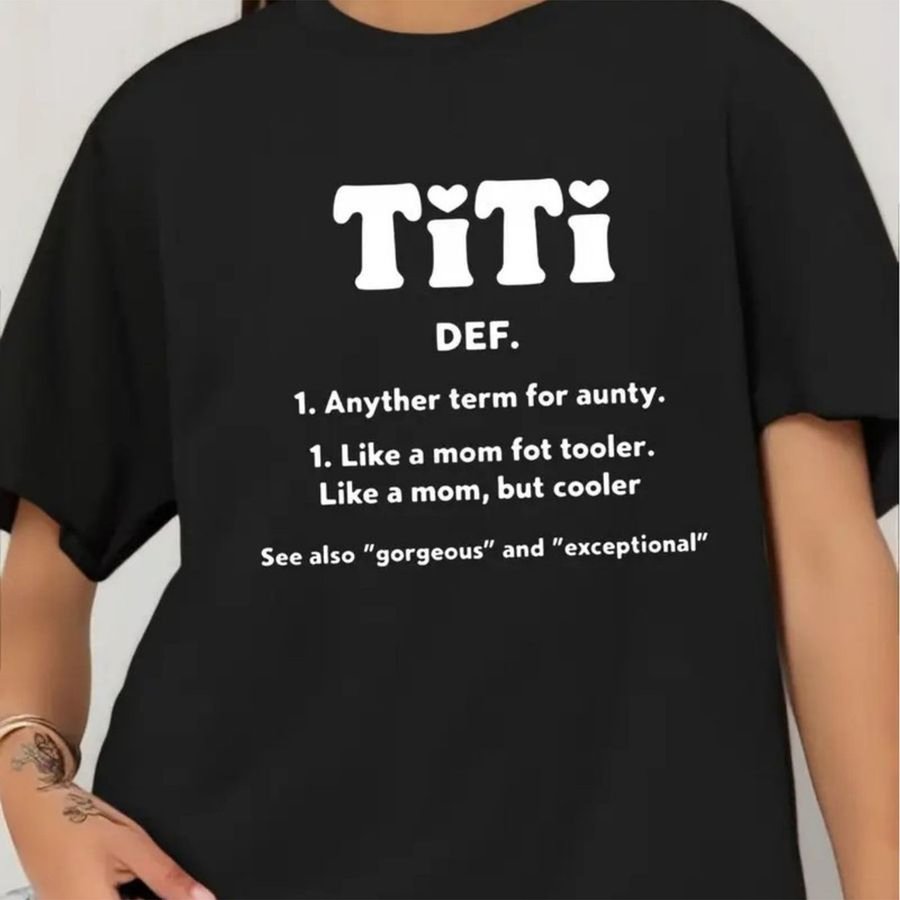 TiTi
DEF.
1. Anyther term for aunty.
1. Like a mom fot tooler.
Like a mom, but cooler
See also "gorgeous" and "exceptional"